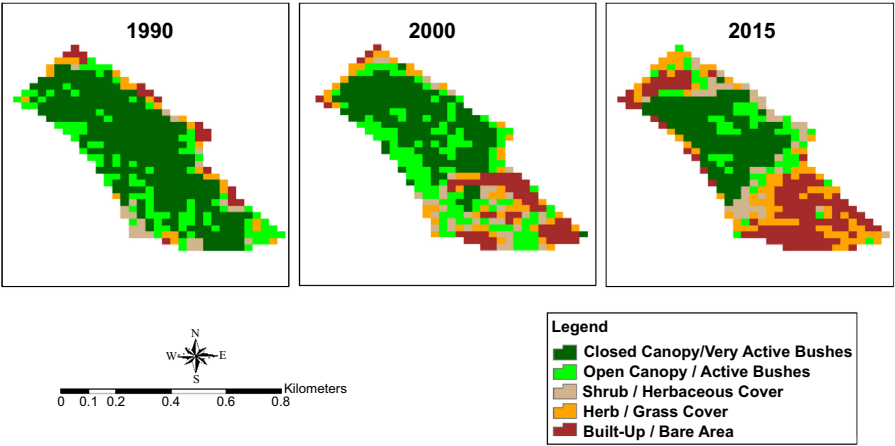 1990
2000
2015
N
W E
S
Kilometers
0 0.1 0.2 0.4 0.6 0.8
Legend
Closed Canopy/Very Active Bushes
Open Canopy / Active Bushes
Shrub / Herbaceous Cover
Herb / Grass Cover
Built-Up / Bare Area